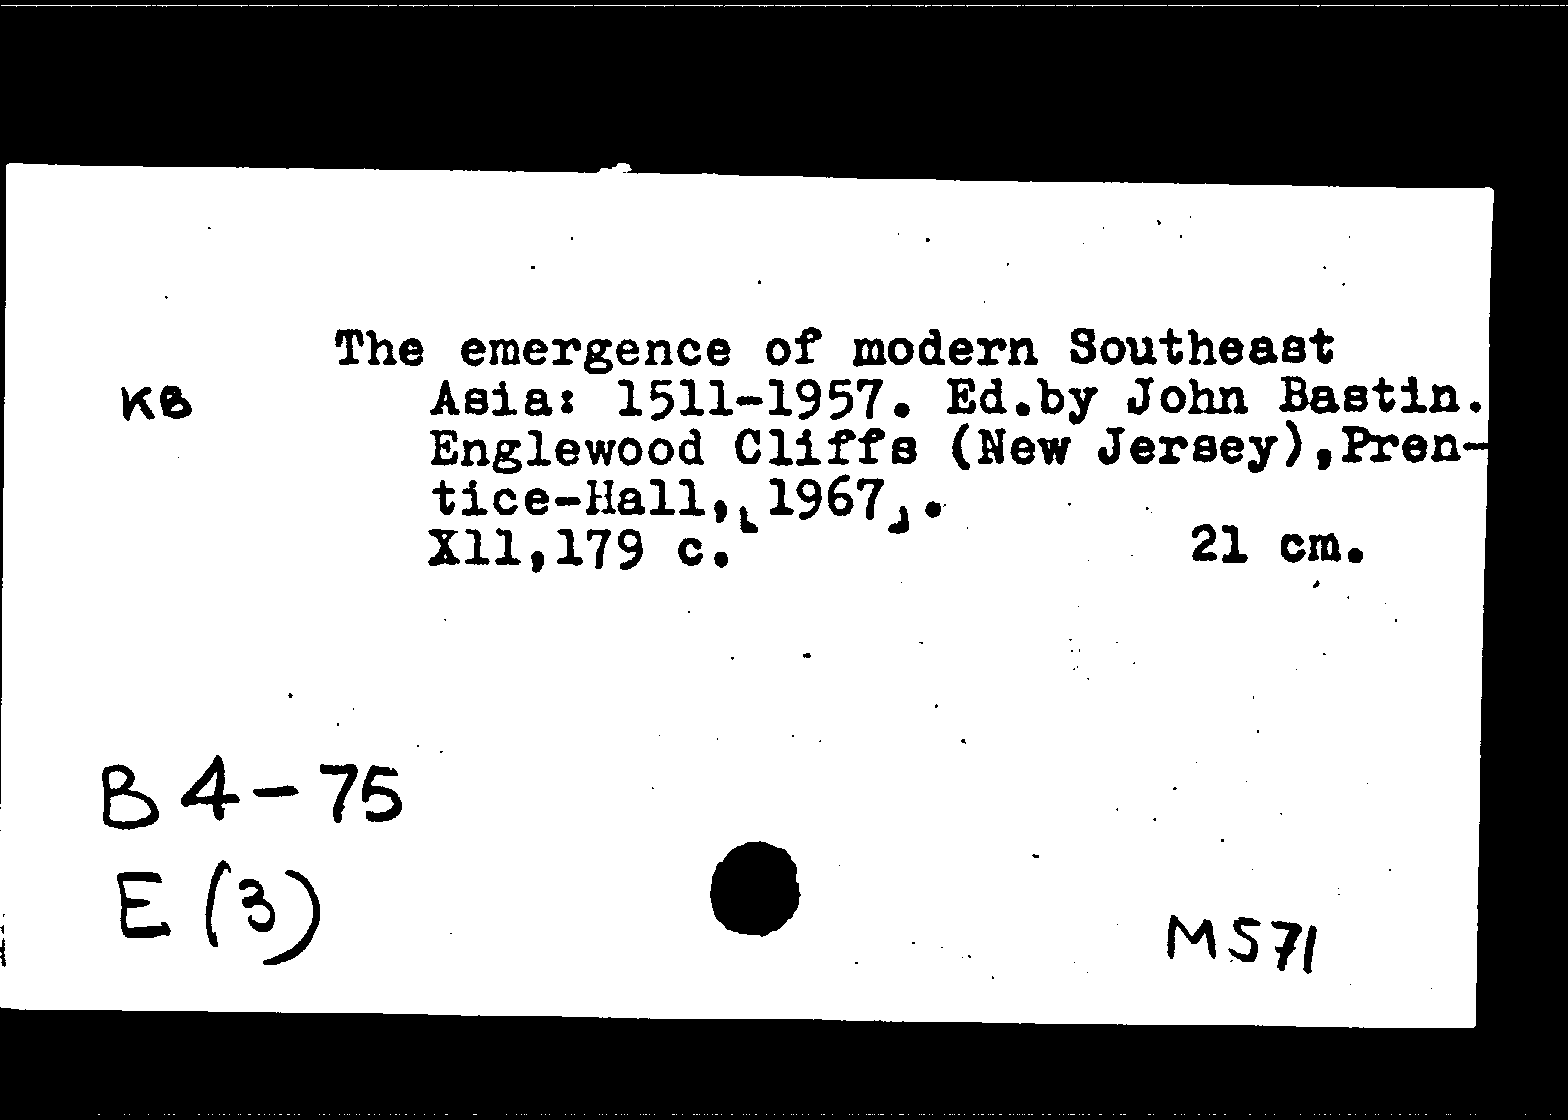 The emergence of modern Southeast
KB Asia: 1511-1957. Ed.by John Bastin.
Englewood Cliffs (New Jersey),Pren-
tice-Hall,[1967].
X11,179 c. 21 cm.
B 4-75
E (3)
M571